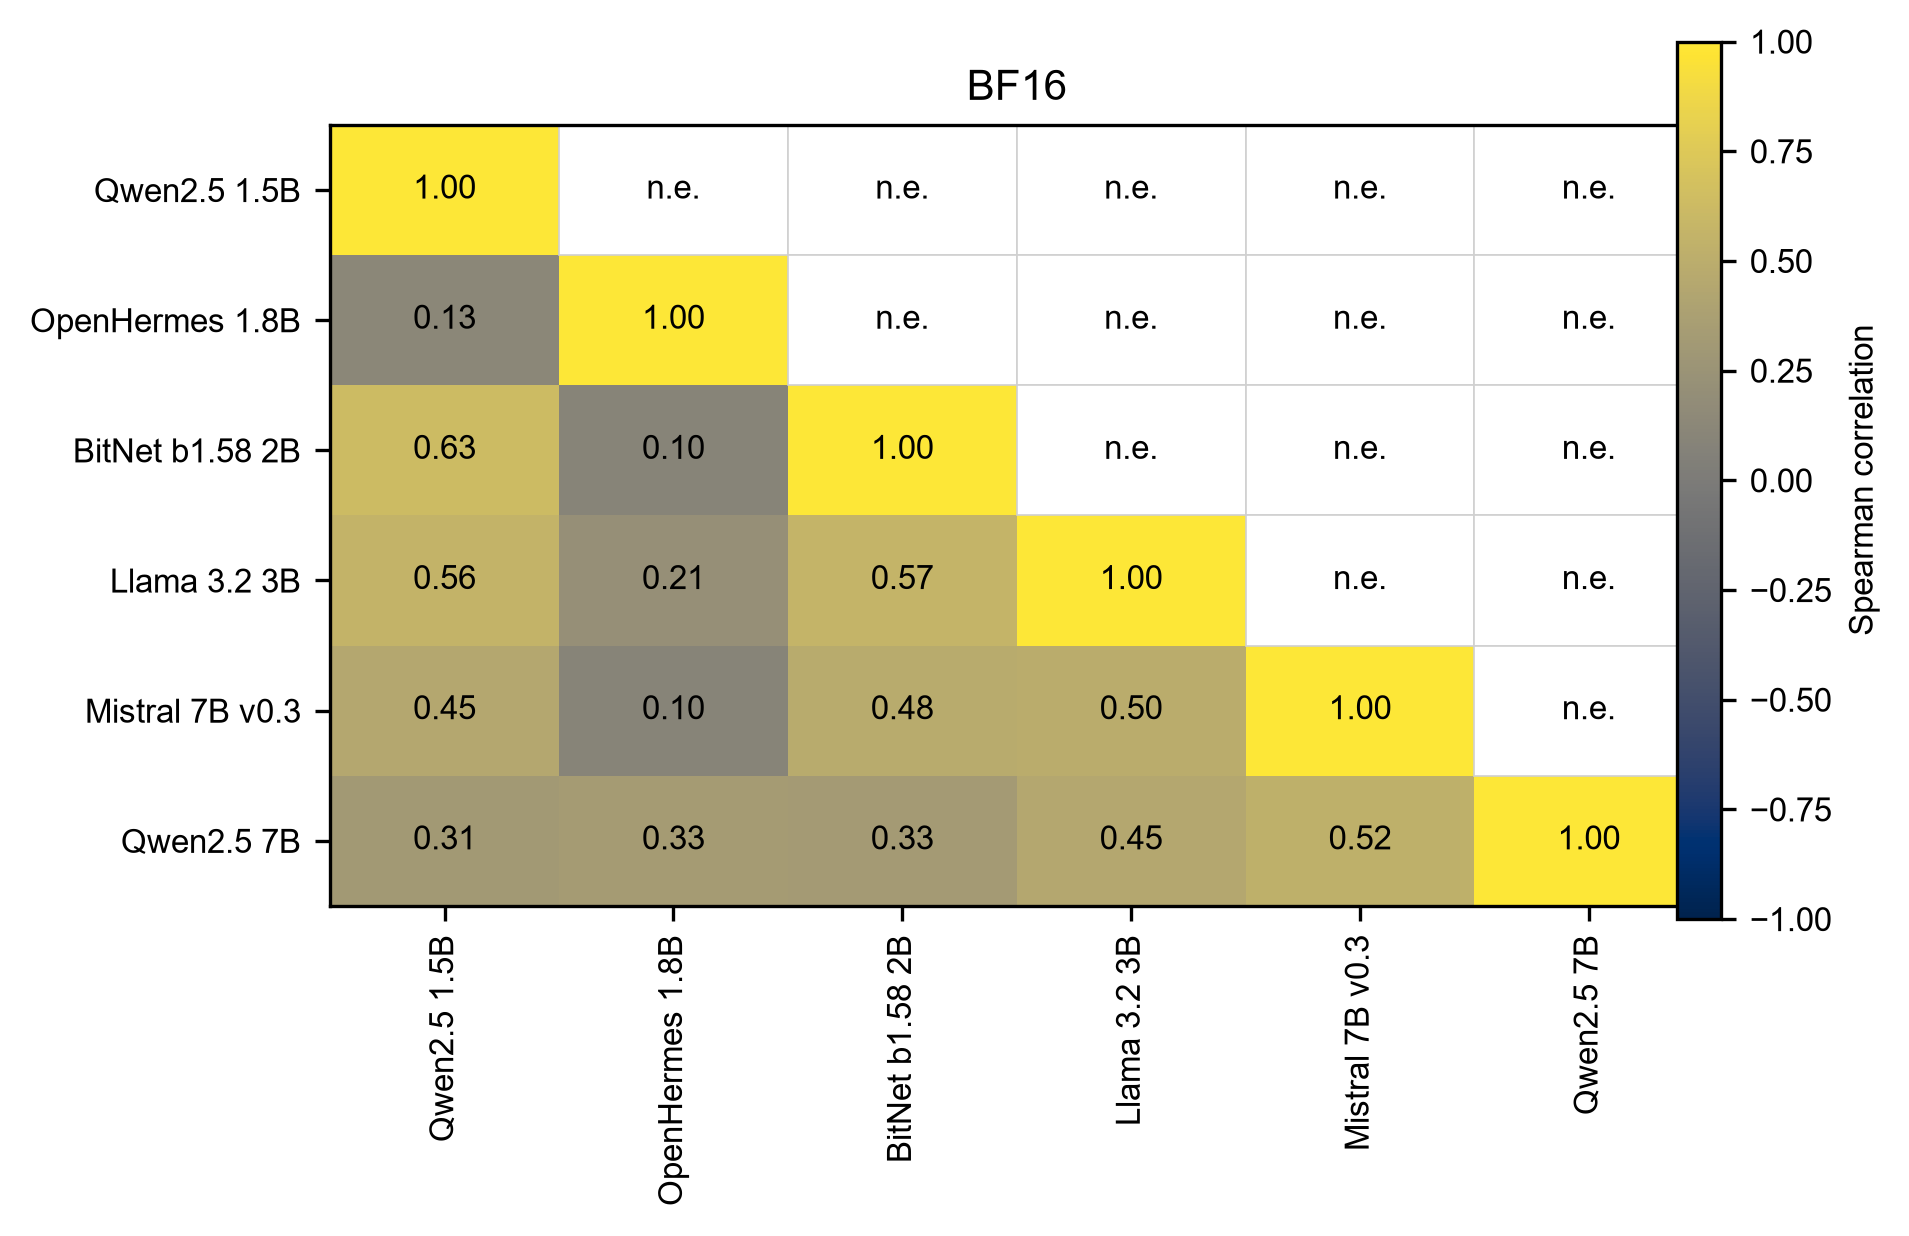 BF16
Qwen2.5 1.5B 1.00 n.e. n.e. n.e. n.e. n.e.
OpenHermes 1.8B 0.13 1.00 n.e. n.e. n.e. n.e.
BitNet b1.58 2B 0.63 0.10 1.00 n.e. n.e. n.e.
Llama 3.2 3B 0.56 0.21 0.57 1.00 n.e. n.e.
Mistral 7B v0.3 0.45 0.10 0.48 0.50 1.00 n.e.
Qwen2.5 7B 0.31 0.33 0.33 0.45 0.52 1.00
Qwen2.5 1.5B
OpenHermes 1.8B
BitNet b1.58 2B
Llama 3.2 3B
Mistral 7B v0.3
Qwen2.5 7B
1.00
0.75
0.50
0.25
0.00
−0.25
−0.50
−0.75
−1.00
Spearman correlation